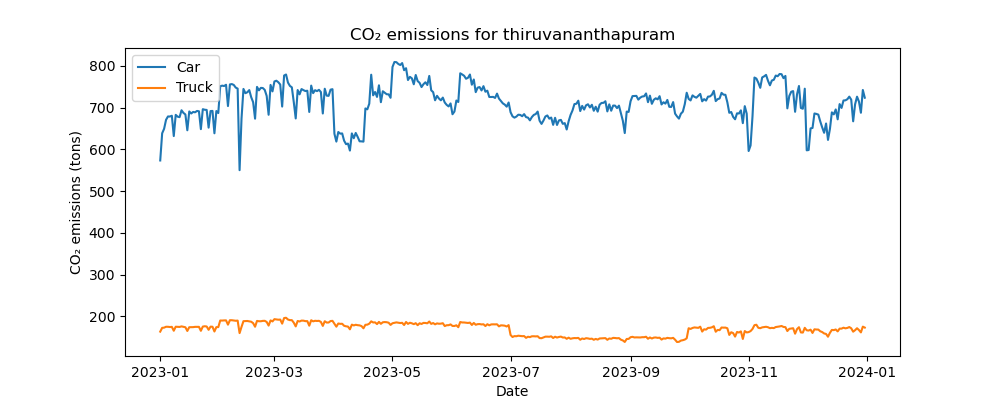 CO₂ emissions for thiruvananthapuram
Car
Truck
CO₂ emissions (tons)
800
700
600
500
400
300
200
2023-01
2023-03
2023-05
2023-07
2023-09
2023-11
2024-01
Date